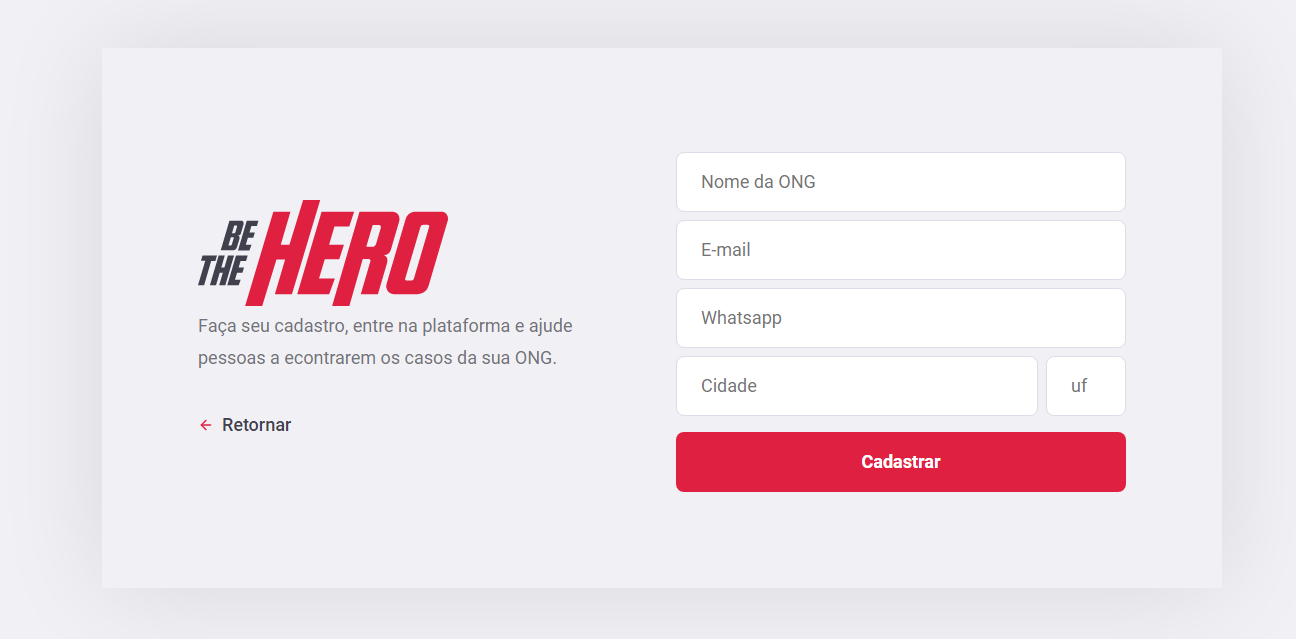 BE
THE
HERO
Faça seu cadastro, entre na plataforma e ajude
pessoas a econtrarem os casos da sua ONG.
Retornar
Nome da ONG
E-mail
Whatsapp
Cidade
uf
Cadastrar